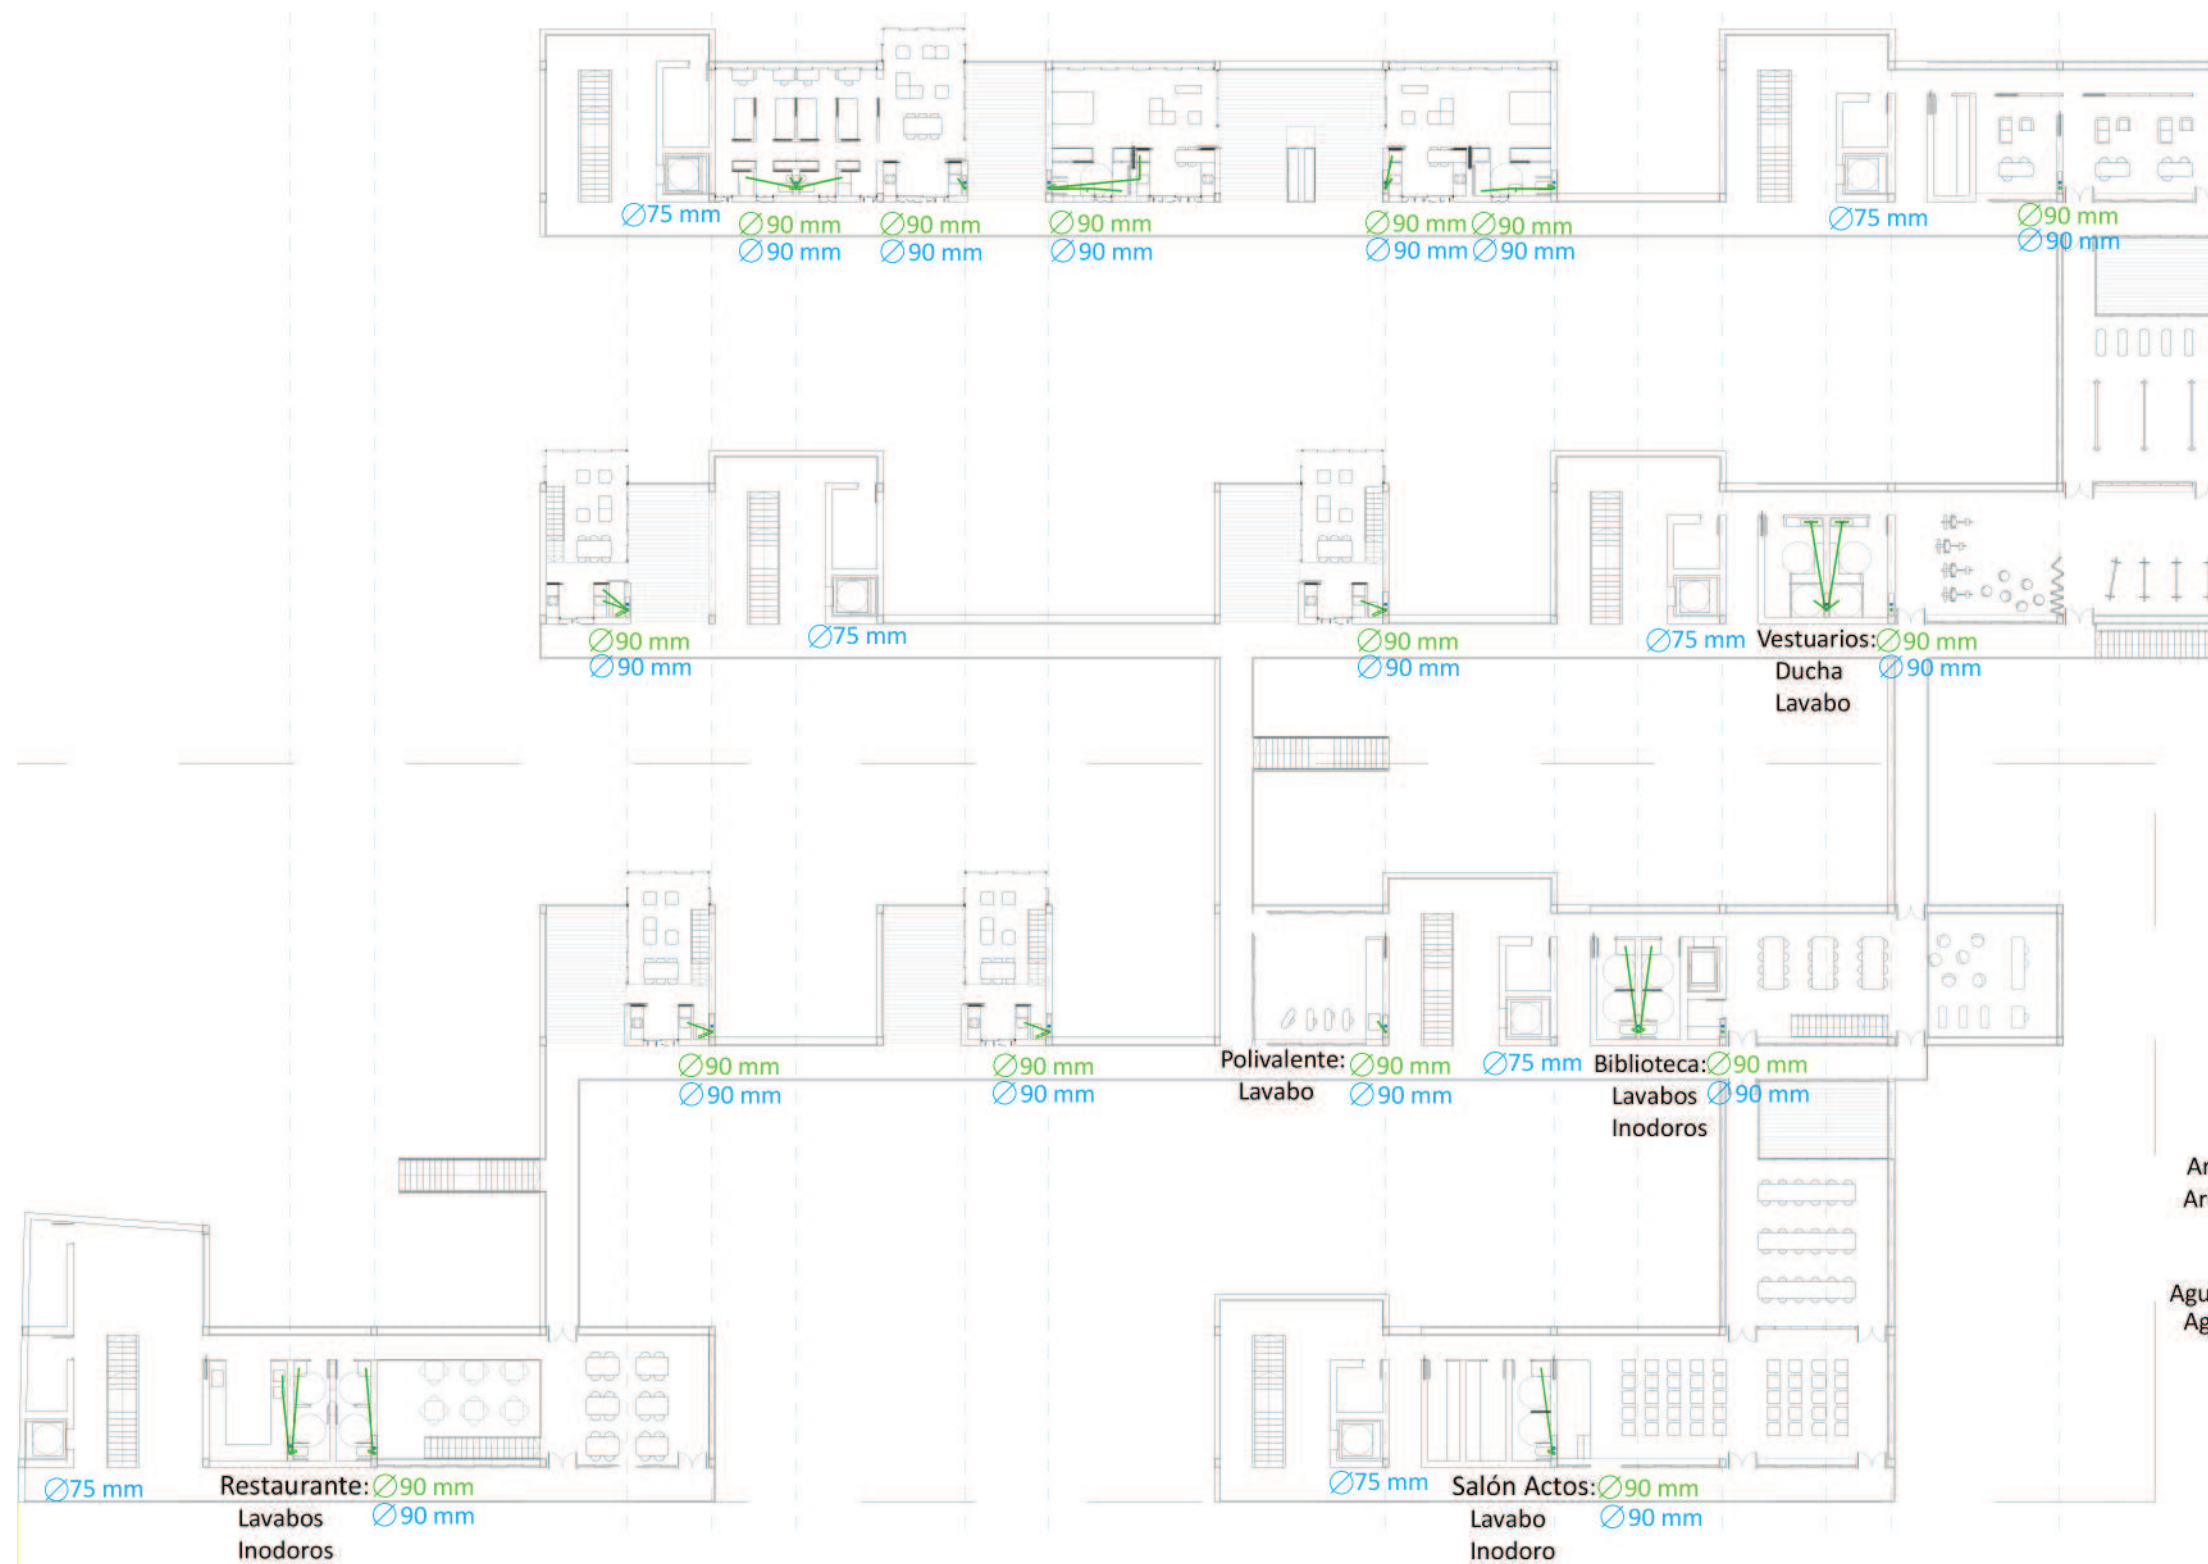 ∅75 mm
∅90 mm ∅90 mm ∅90 mm ∅90 mm ∅90 mm
∅90 mm ∅90 mm ∅90 mm ∅90 mm ∅90 mm
∅75 mm
∅90 mm
∅90 mm
∅90 mm
∅90 mm
∅75 mm
∅90 mm
∅90 mm
∅75 mm
Vestuarios: ∅90 mm
Ducha ∅90 mm
Lavabo
∅90 mm
∅90 mm
∅90 mm
∅90 mm
Polivalente: ∅90 mm
Lavabo ∅90 mm
∅75 mm
Biblioteca: ∅90 mm
Lavabos ∅90 mm
Inodoros
Ar
Ar
Agu
Ag
∅75 mm
Restaurante: ∅90 mm
Lavabos ∅90 mm
Inodoros
∅75 mm
Salón Actos: ∅90 mm
Lavabo ∅90 mm
Inodoro